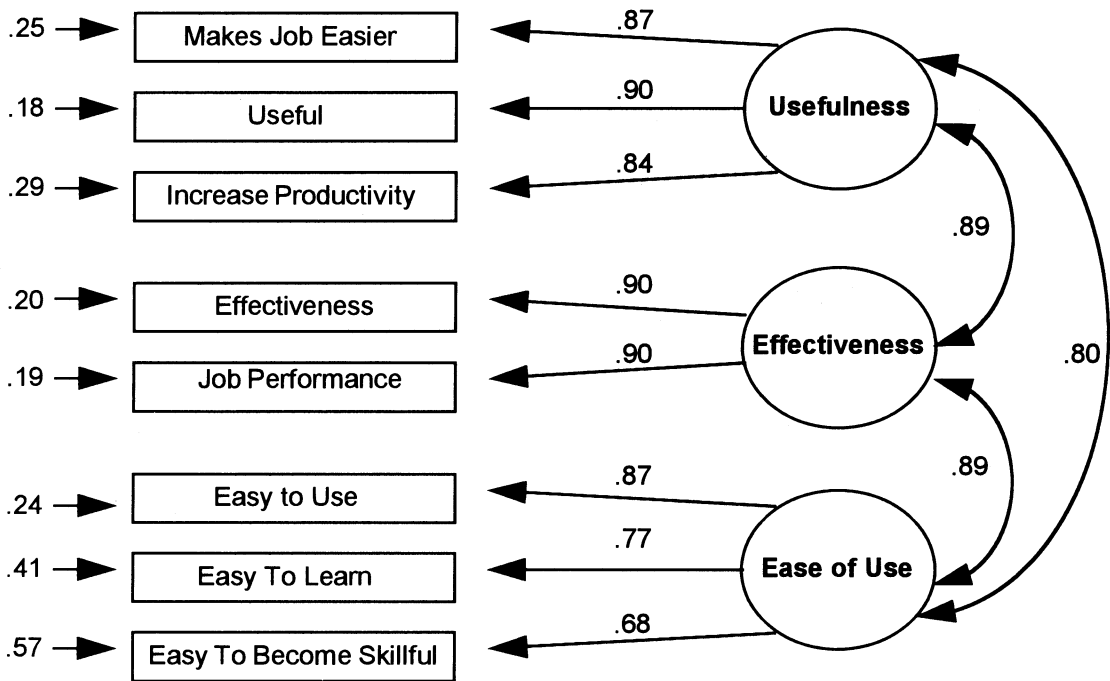 .25 Makes Job Easier .87
.18 Useful .90 Usefulness
.29 Increase Productivity .84
.89
.20 Effectiveness .90
Effectiveness .80
.19 Job Performance .90
.24 Easy to Use .87 .89
.41 Easy To Learn .77 Ease of Use
.57 Easy To Become Skillful .68